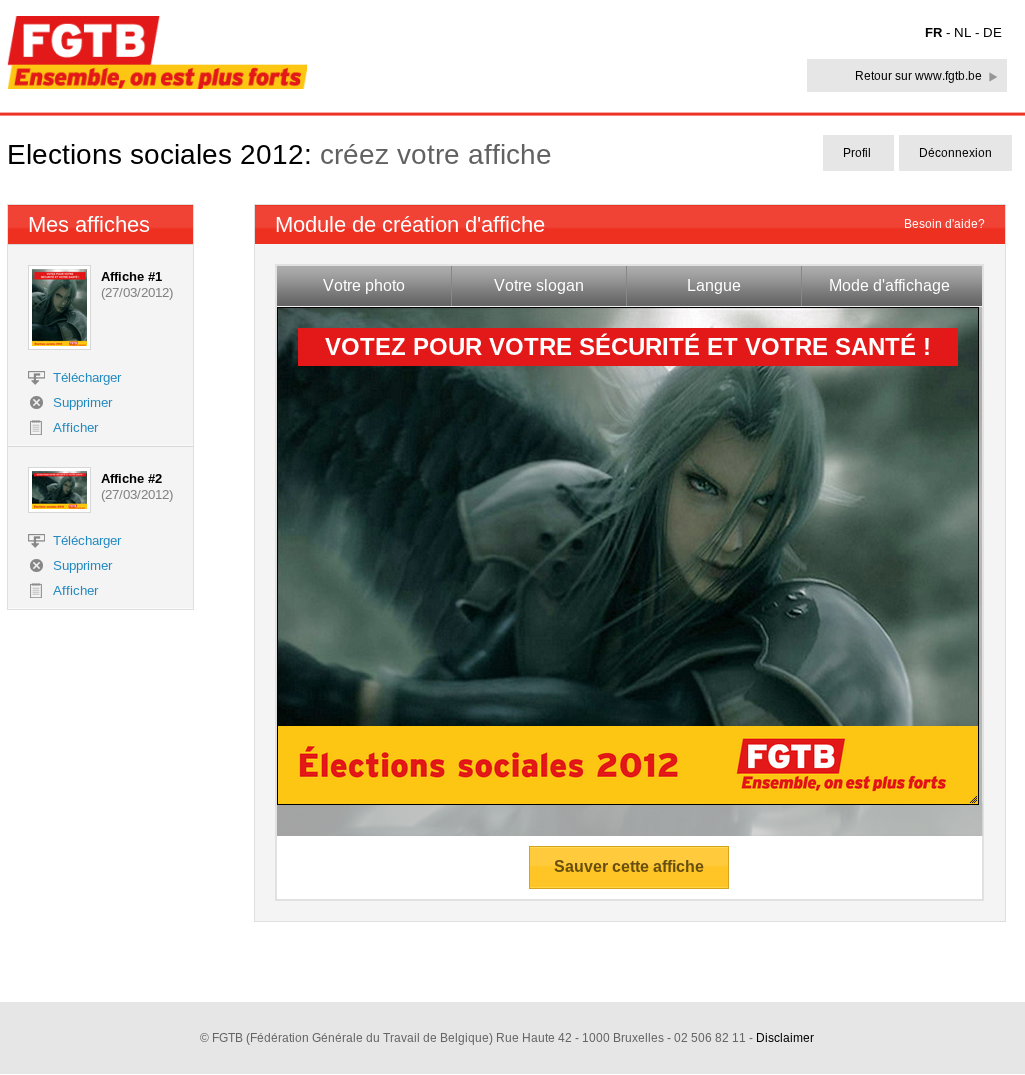 FGTB
Ensemble, on est plus forts
FR - NL - DE
Retour sur www.fgtb.be
Elections sociales 2012: créez votre affiche
Profil
Déconnexion
Mes affiches
Affiche #1
(27/03/2012)
Télécharger
Supprimer
Afficher
Affiche #2
(27/03/2012)
Télécharger
Supprimer
Afficher
Module de création d'affiche
Besoin d'aide?
Votre photo
Votre slogan
Langue
Mode d'affichage
VOTEZ POUR VOTRE SÉCURITÉ ET VOTRE SANTÉ !
Élections sociales 2012
FGTB
Ensemble, on est plus forts
Sauver cette affiche
© FGTB (Fédération Générale du Travail de Belgique) Rue Haute 42 - 1000 Bruxelles - 02 506 82 11 - Disclaimer